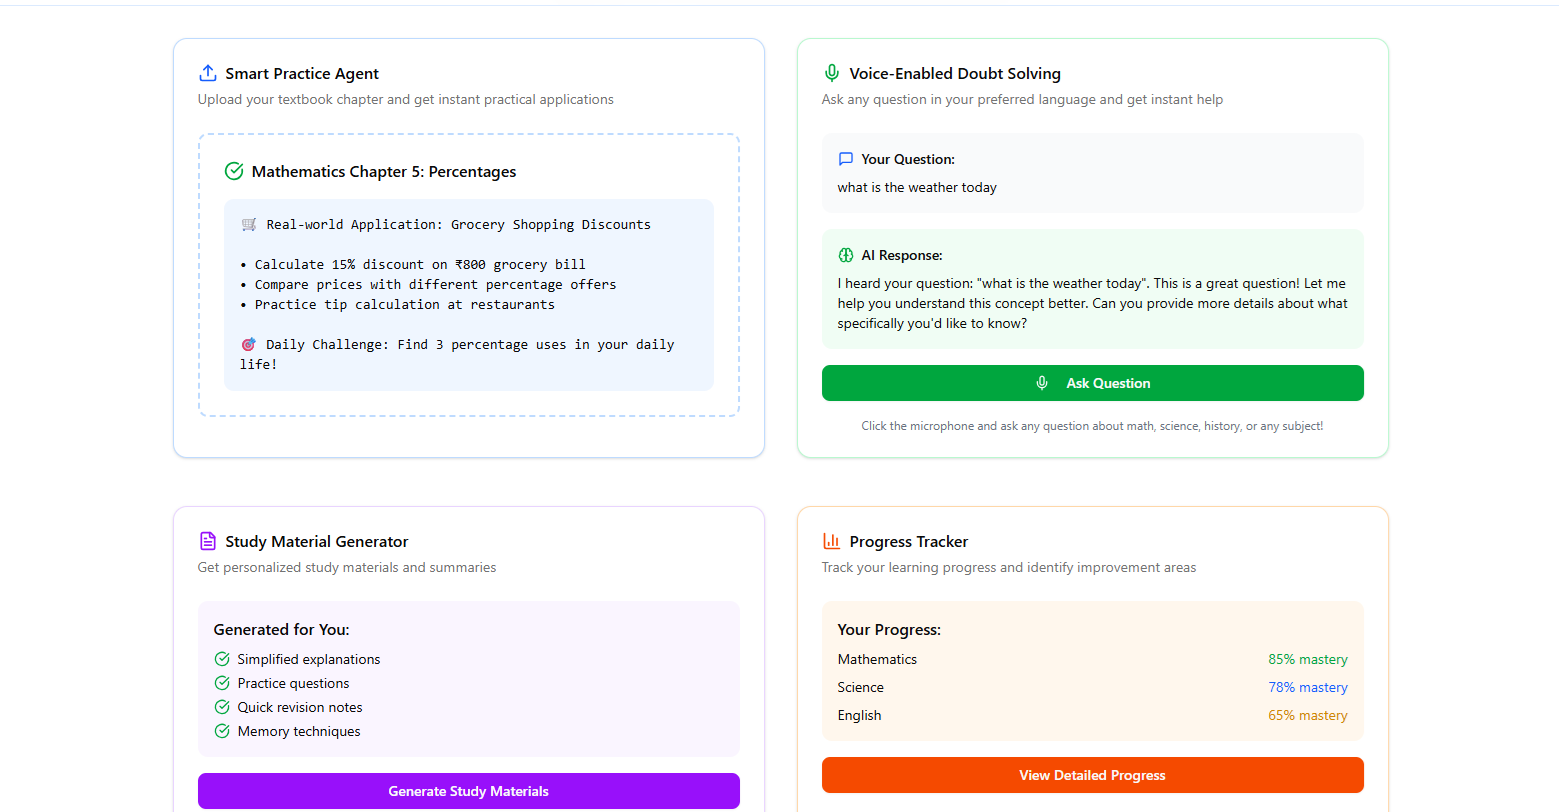 Smart Practice Agent
Upload your textbook chapter and get instant practical applications
Mathematics Chapter 5: Percentages
🛒 Real-world Application: Grocery Shopping Discounts
• Calculate 15% discount on ₹800 grocery bill
• Compare prices with different percentage offers
• Practice tip calculation at restaurants
🎯 Daily Challenge: Find 3 percentage uses in your daily
life!
Voice-Enabled Doubt Solving
Ask any question in your preferred language and get instant help
Your Question:
what is the weather today
AI Response:
I heard your question: "what is the weather today". This is a great question! Let me
help you understand this concept better. Can you provide more details about what
specifically you'd like to know?
Ask Question
Click the microphone and ask any question about math, science, history, or any subject!
Study Material Generator
Get personalized study materials and summaries
Generated for You:
Simplified explanations
Practice questions
Quick revision notes
Memory techniques
Generate Study Materials
Progress Tracker
Track your learning progress and identify improvement areas
Your Progress:
Mathematics 85% mastery
Science 78% mastery
English 65% mastery
View Detailed Progress